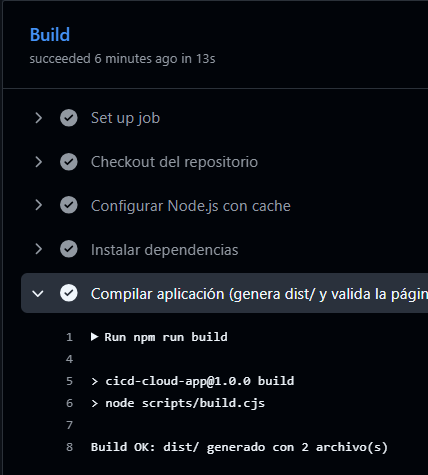 Build
succeeded 6 minutes ago in 13s
Set up job
Checkout del repositorio
Configurar Node.js con cache
Instalar dependencias
Compilar aplicación (genera dist/ y valida la págin
1 Run npm run build
4
5 > cicd-cloud-app@1.0.0 build
6 > node scripts/build.cjs
7
8 Build OK: dist/ generado con 2 archivo(s)